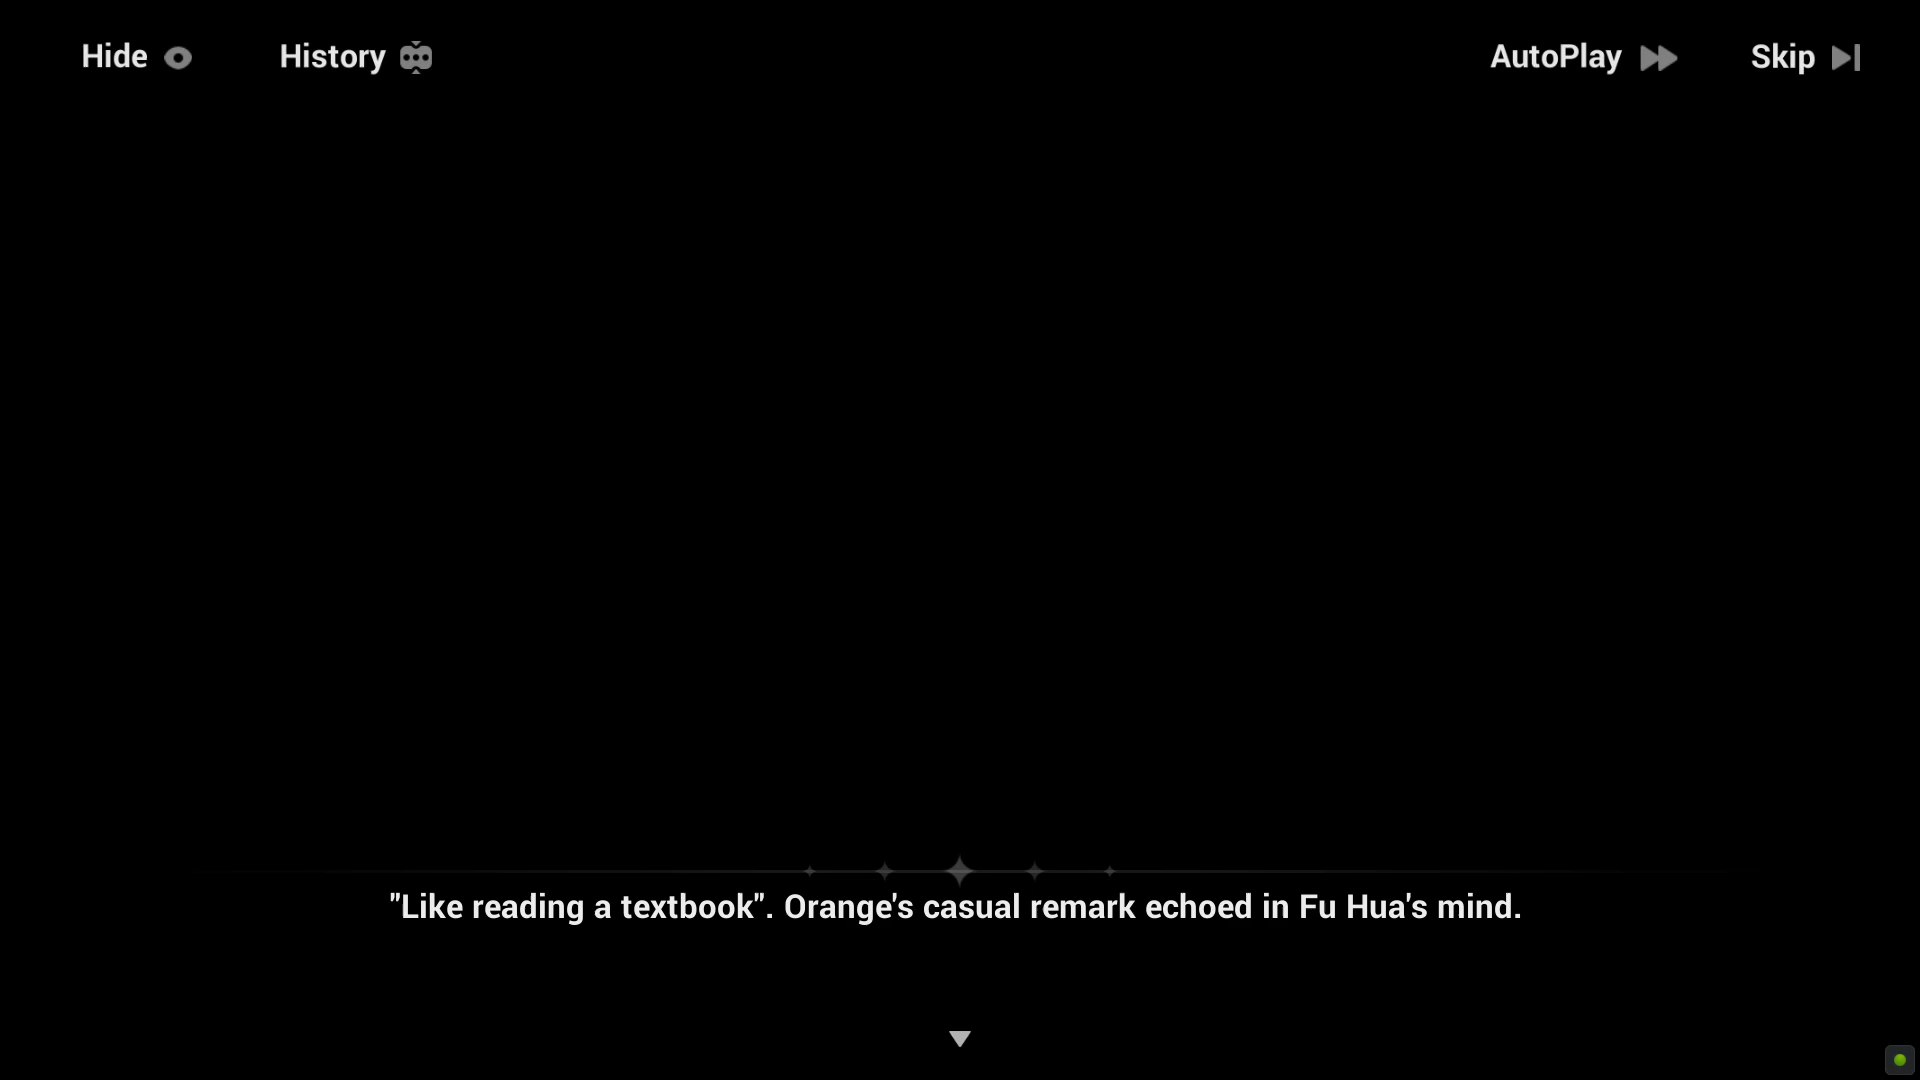 Hide
History
AutoPlay
Skip
"Like reading a textbook". Orange's casual remark echoed in Fu Hua's mind.